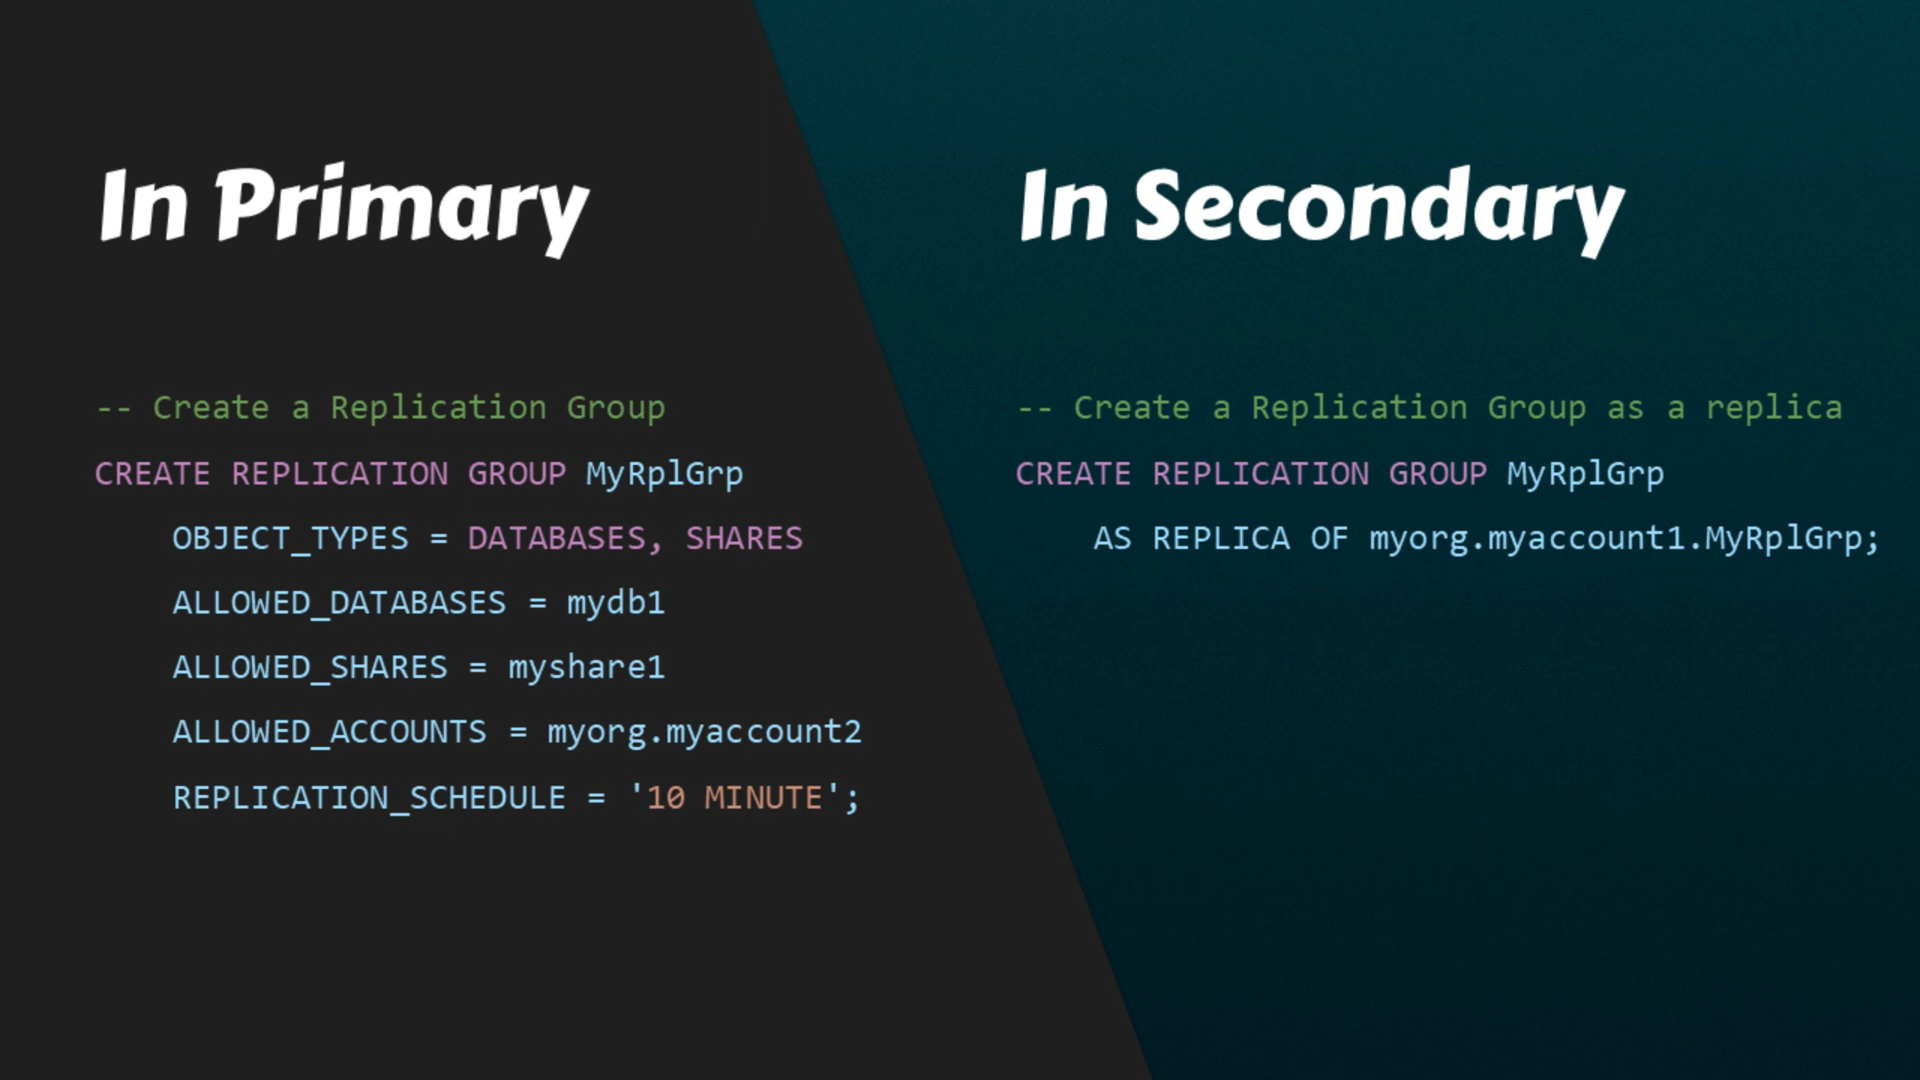 In Primary
-- Create a Replication Group
CREATE REPLICATION GROUP MyRplGrp
OBJECT_TYPES = DATABASES, SHARES
ALLOWED_DATABASES = mydb1
ALLOWED_SHARES = myshare1
ALLOWED_ACCOUNTS = myorg.myaccount2
REPLICATION_SCHEDULE = '10 MINUTE';
In Secondary
-- Create a Replication Group as a replica
CREATE REPLICATION GROUP MyRplGrp
AS REPLICA OF myorg.myaccount1.MyRplGrp;